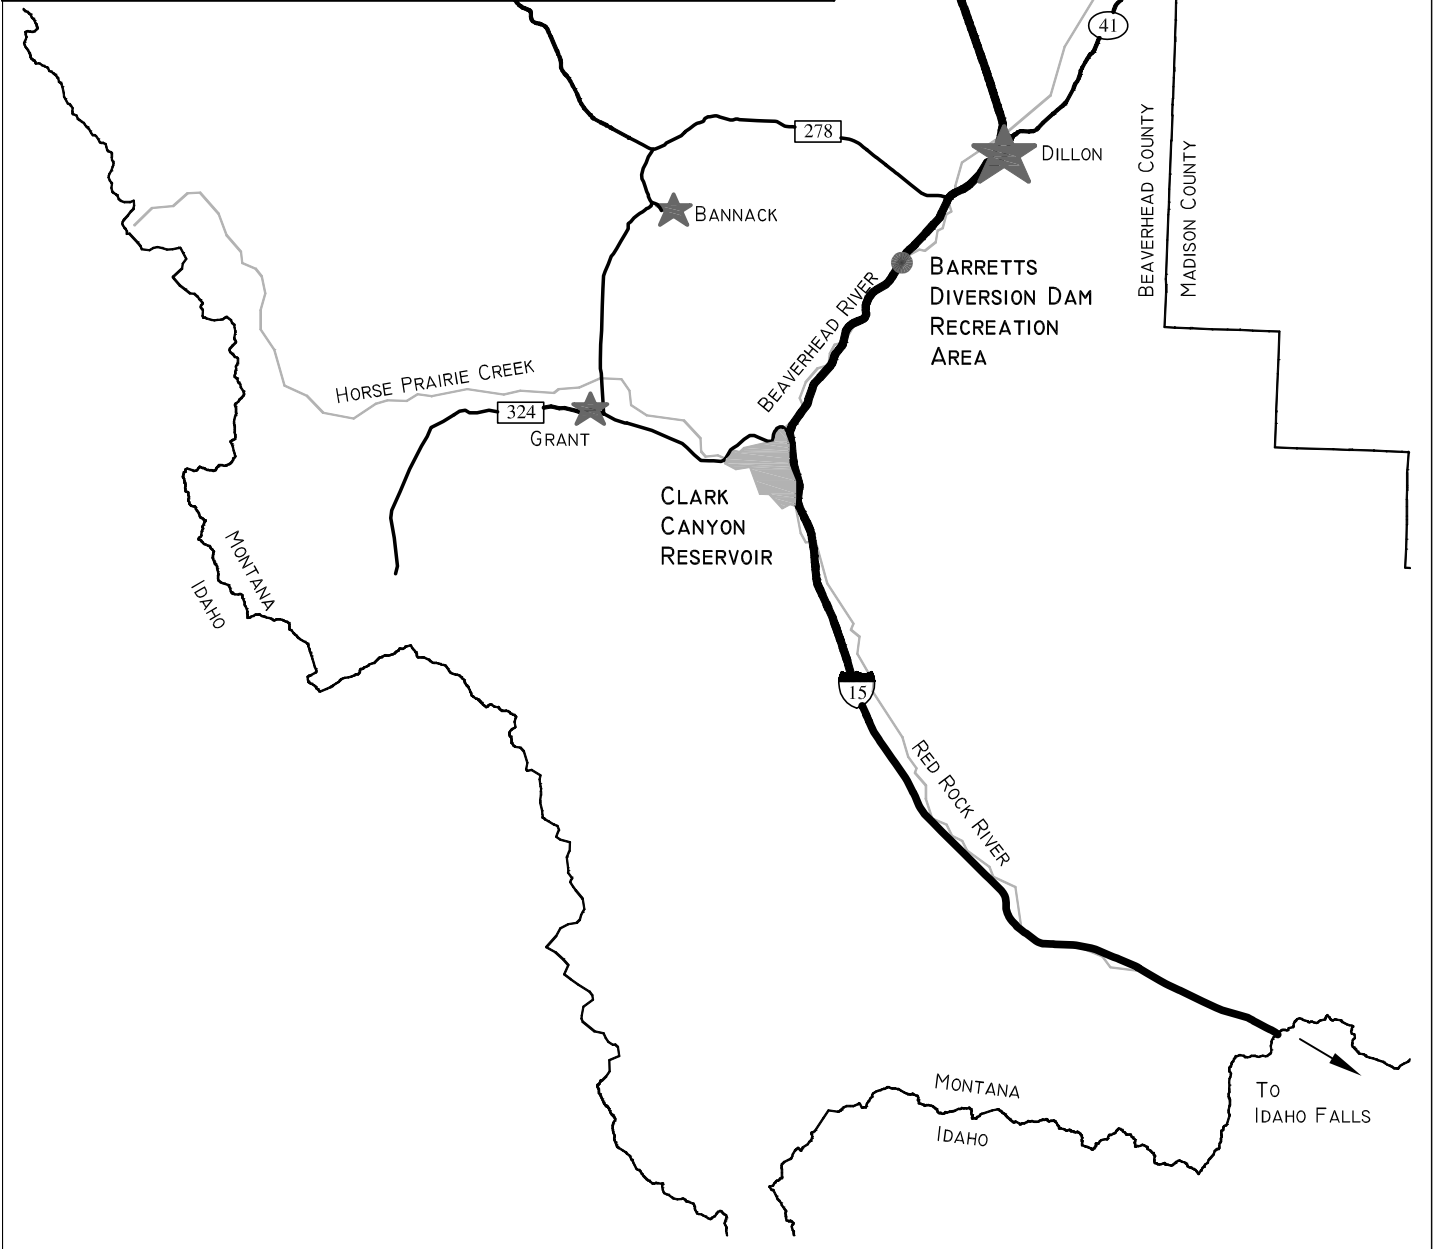 41
278
DILLON
BEAVERHEAD COUNTY
MADISON COUNTY
BANNACK
BARRETTS
DIVERSION DAM
RECREATION
AREA
BEAVERHEAD RIVER
HORSE PRAIRIE CREEK
324
GRANT
CLARK
CANYON
RESERVOIR
MONTANA
IDAHO
15
RED ROCK RIVER
MONTANA
IDAHO
TO
IDAHO FALLS